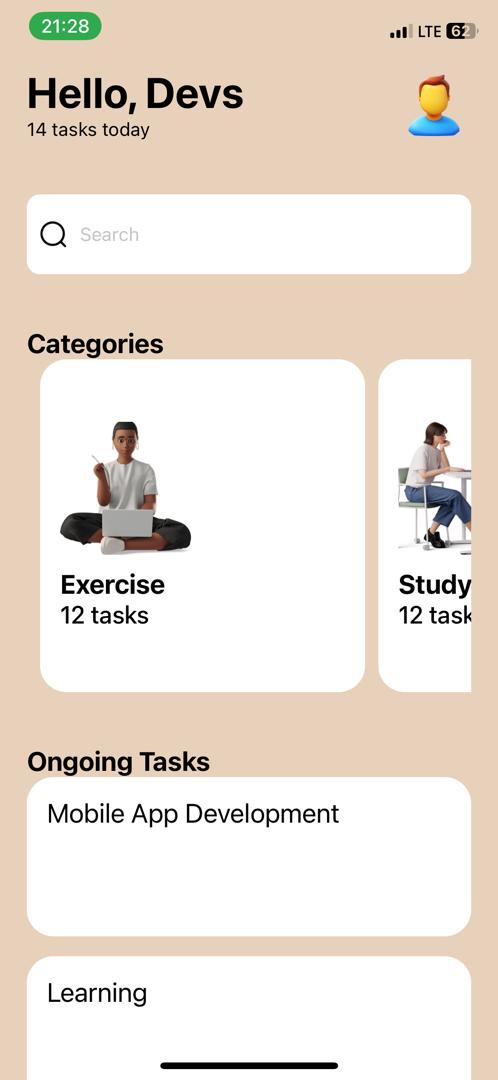 21:28
LTE 62
Hello, Devs
14 tasks today
Search
Categories
Exercise
12 tasks
Study
12 task
Ongoing Tasks
Mobile App Development
Learning